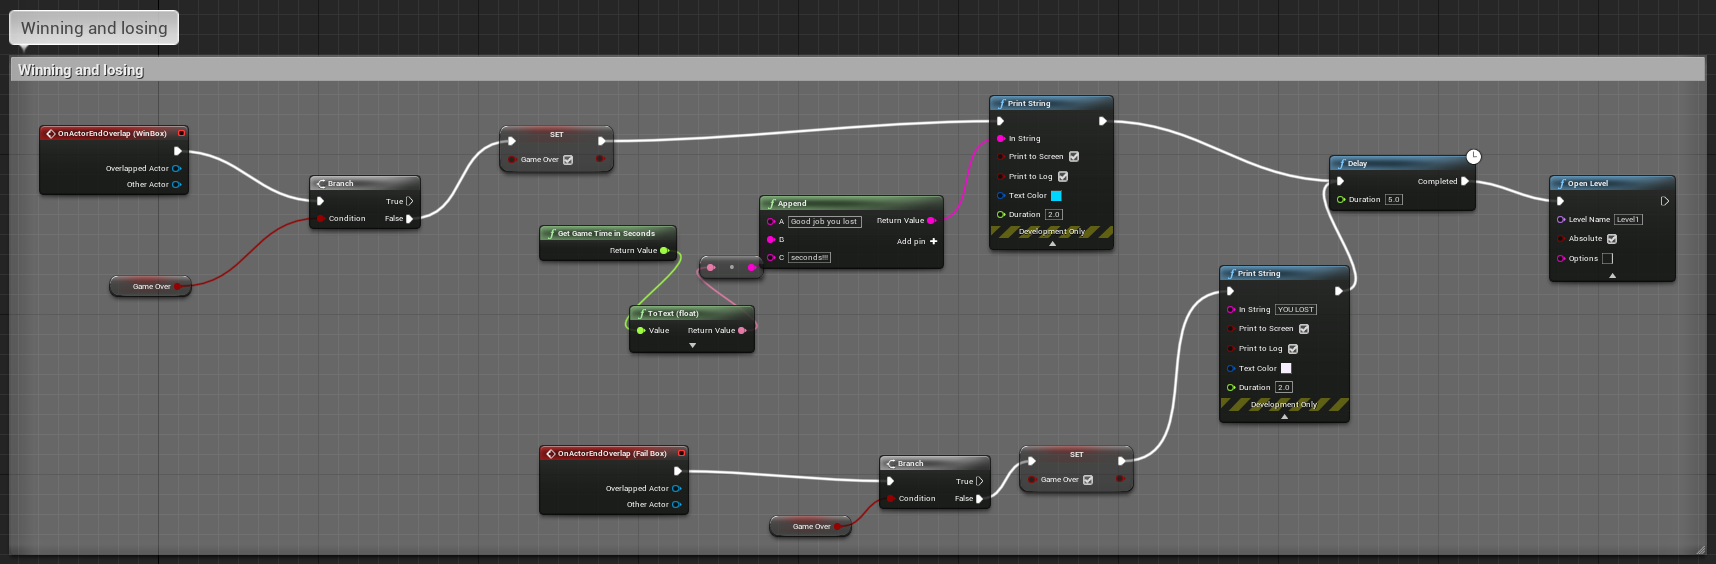 Winning and losing
Winning and losing
OnActorEndOverlap (WinBox)
Overlapped Actor
Other Actor
Branch
True
Condition
False
Game Over
SET
Game Over
Get Game Time in Seconds
Return Value
ToText (float)
Value Return Value
Append
A Good job you lost Return Value
B Add pin
C seconds!!!
Print String
In String
Print to Screen
Print to Log
Text Color
Duration 2.0
Development Only
Delay
Completed
Duration 5.0
Open Level
Level Name Level1
Absolute
Options
Print String
In String YOU LOST
Print to Screen
Print to Log
Text Color
Duration 2.0
Development Only
OnActorEndOverlap (Fail Box)
Overlapped Actor
Other Actor
Branch
True
Condition
False
Game Over
SET
Game Over